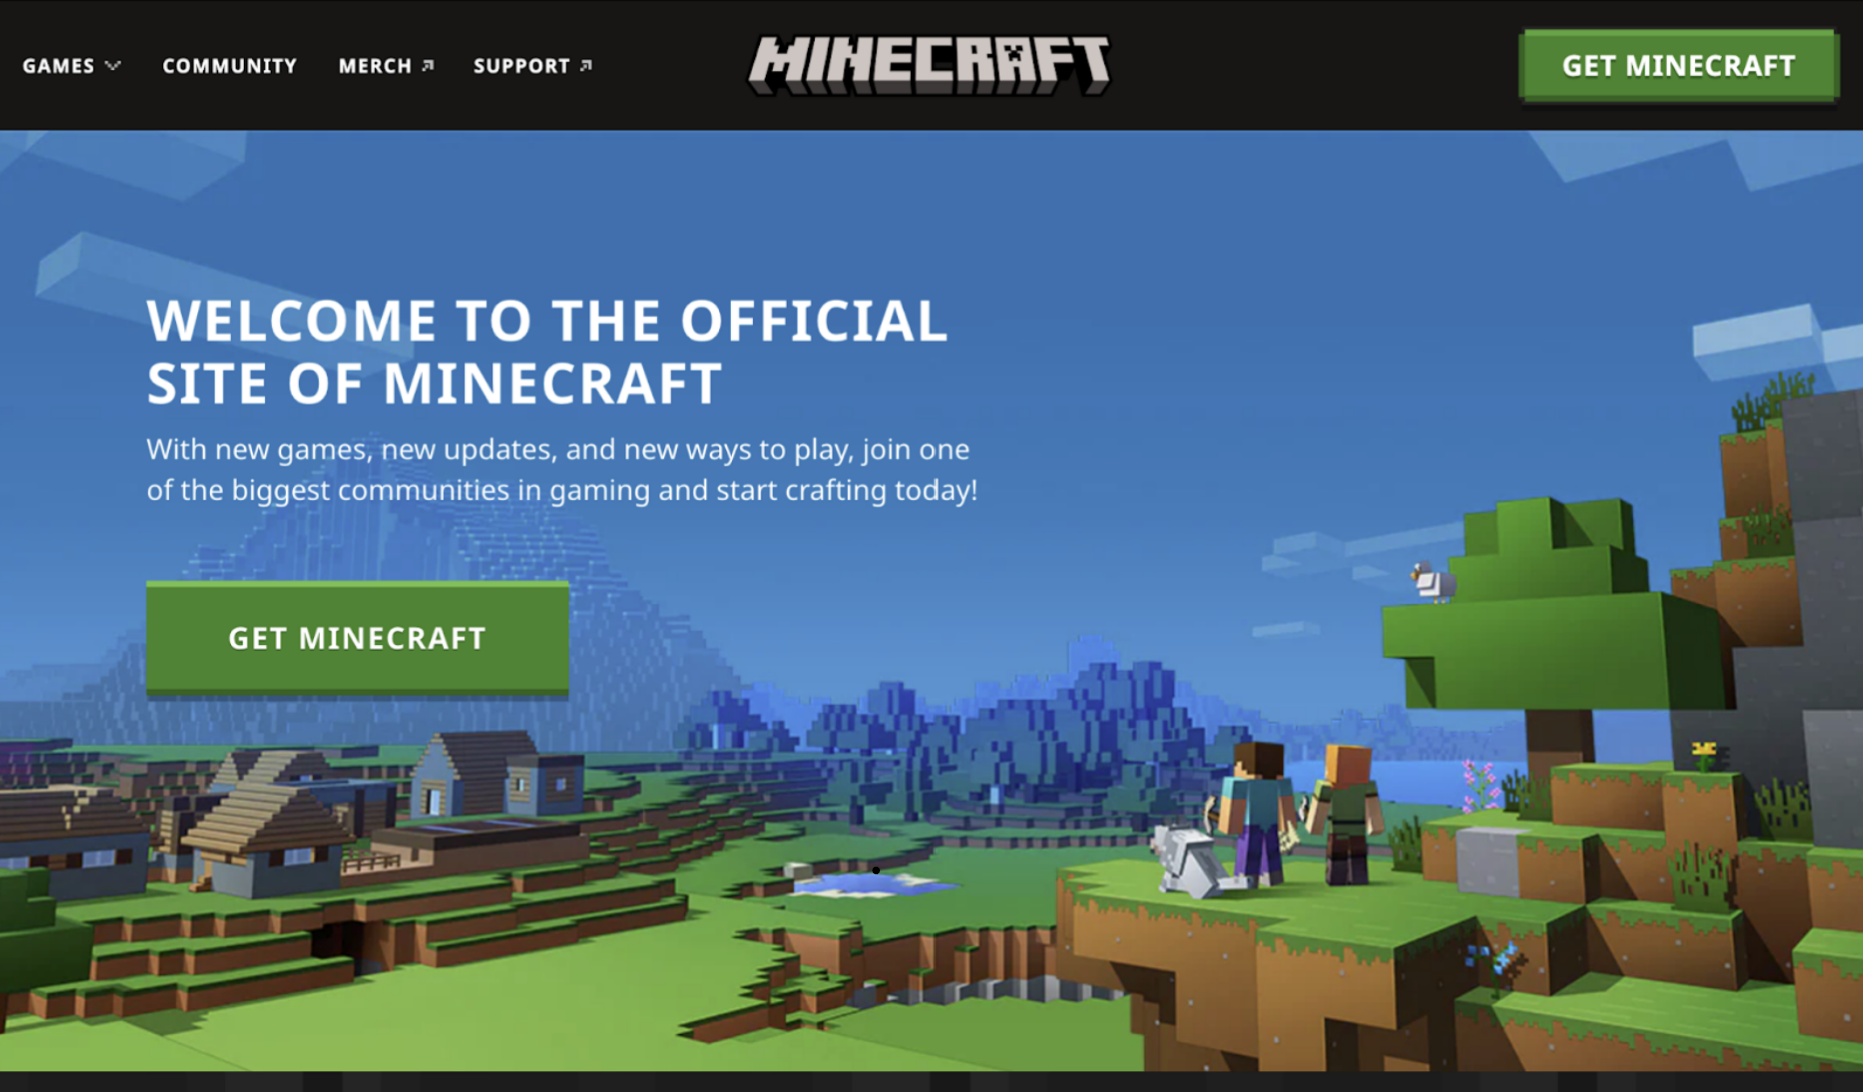 GAMES
COMMUNITY
MERCH
SUPPORT
MINECRAFT
GET MINECRAFT
WELCOME TO THE OFFICIAL
SITE OF MINECRAFT
With new games, new updates, and new ways to play, join one
of the biggest communities in gaming and start crafting today!
GET MINECRAFT